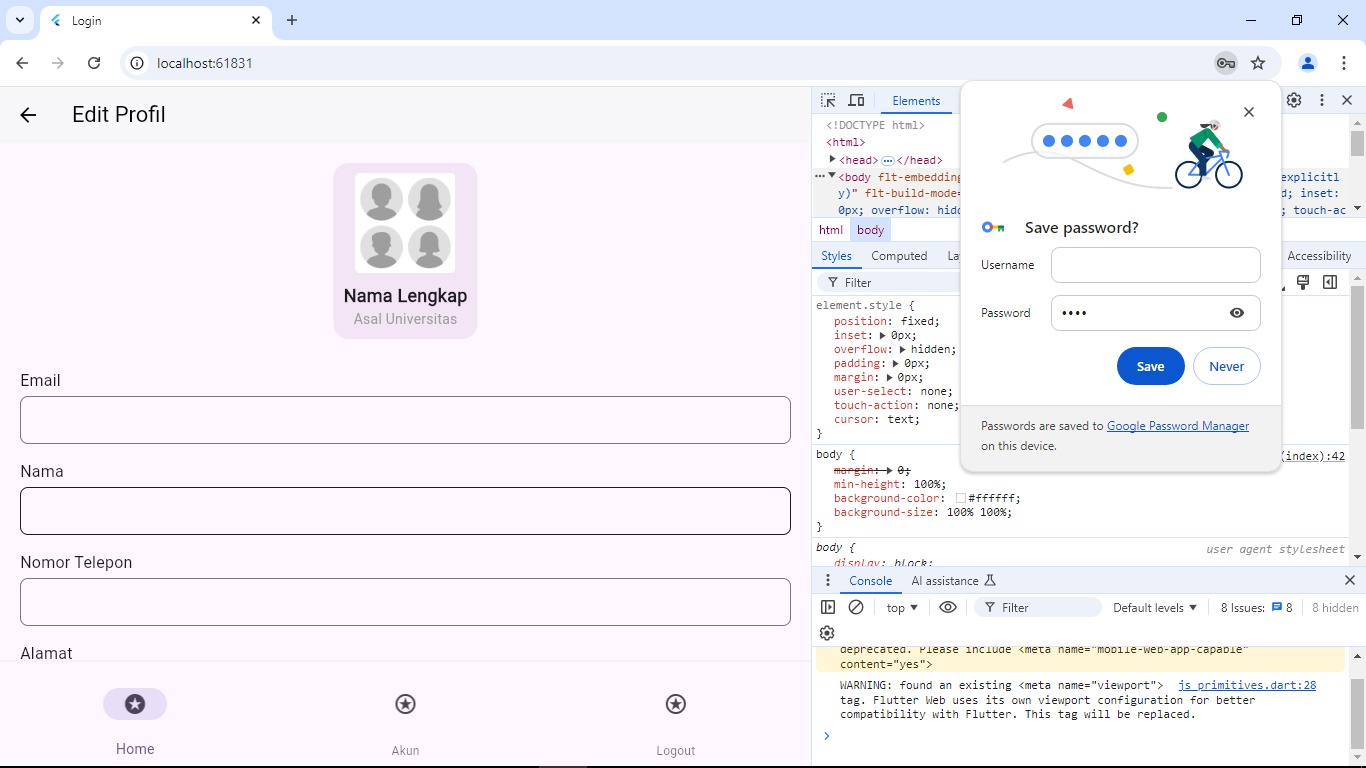 Login
localhost:61831
Edit Profil
Nama Lengkap
Asal Universitas
Email
Nama
Nomor Telepon
Alamat
Home
Akun
Logout
Elements
<!DOCTYPE html>
<html>
<head> </head>
<body flt-embedding
explicitl
y)" flt-build-mode=
d; inset:
0px; overflow: hidd
; touch-ac
html body
Styles Computed La
Accessibility
Filter
element.style {
position: fixed;
inset: 0px;
overflow: hidden;
padding: 0px;
margin: 0px;
user-select: none;
touch-action: none;
cursor: text;
}
body {
(index):42
margin: 0;
min-height: 100%;
background-color: #ffffff;
background-size: 100% 100%;
}
body {
user agent stylesheet
display: block;
Save password?
Username
Password
Save
Never
Passwords are saved to Google Password Manager
on this device.
Console AI assistance
top Filter Default levels 8 Issues: 8 8 hidden
deprecated. Please include <meta name="mobile-web-app-capable"
content="yes">
WARNING: found an existing <meta name="viewport"> js_primitives.dart:28
tag. Flutter Web uses its own viewport configuration for better
compatibility with Flutter. This tag will be replaced.